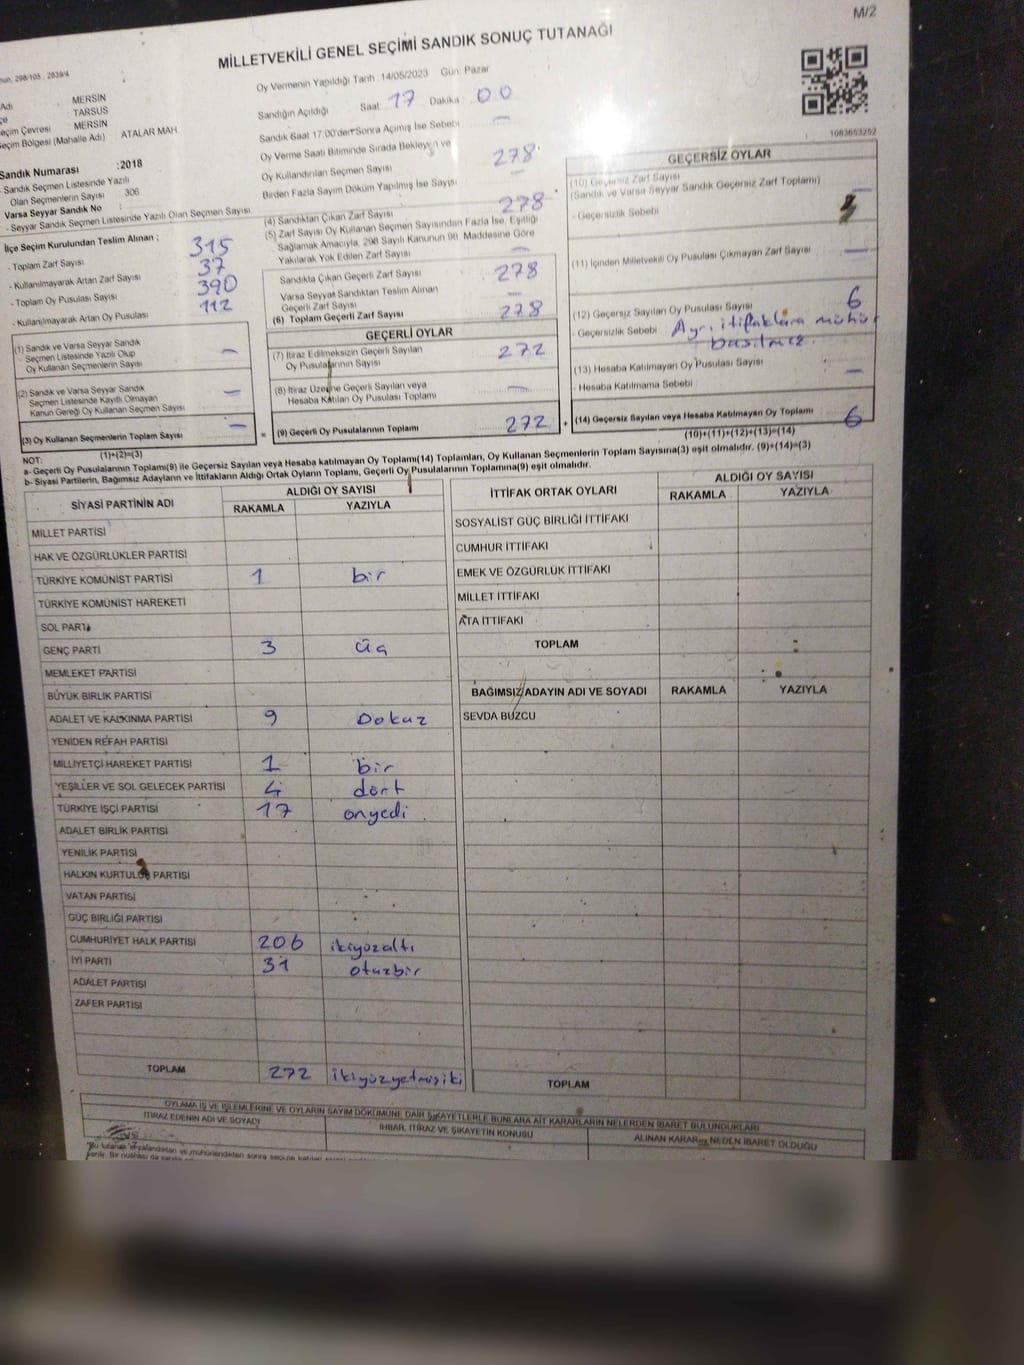 M/2
MİLLETVEKİLİ GENEL SEÇİMİ SANDIK SONUÇ TUTANAĞI
298/105, 2839/4
Oy Vermenin Yapıldığı Tarih :14/05/2023 Gün: Pazar
MERSİN
TARSUS
MERSİN
(Mahalle Adı) ATALAR MAH
Sandık Numarası :2018
Sandık Seçmen Listesinde Yazılı
Olan Seçmenlerin Sayısı 306
Varsa Seyyar Sandık No :
- Seyyar Sandık Seçmen Listesinde Yazılı Olan Seçmen Sayısı
İlçe Seçim Kurulundan Teslim Alınan ;
- Toplam Zarf Sayısı 315
- Kullanılmayarak Artan Zarf Sayısı 37
- Toplam Oy Pusulası Sayısı 390
- Kullanılmayarak Artan Oy Pusulası 112
(1) Sandık ve Varsa Seyyar Sandık
Seçmen Listesinde Yazılı Olup
Oy Kullanan Seçmenlerin Sayısı –
(2) Sandık ve Varsa Seyyar Sandık
Seçmen Listesinde Kayıtlı Olmayan
Kanun Gereği Oy Kullanan Seçmen Sayısı –
(3) Oy Kullanan Seçmenlerin Toplam Sayısı –
(1)+(2)=(3)
Sandığın Açıldığı Saat 17 Dakika 00
Sandık Saat 17:00'den Sonra Açılmış İse Sebebi –
Oy Verme Saati Bitiminde Sırada Bekleyen ve
Oy Kullandırılan Seçmen Sayısı 278
Birden Fazla Sayım Döküm Yapılmış İse Sayısı –
(4) Sandıktan Çıkan Zarf Sayısı 278
(5) Zarf Sayısı Oy Kullanan Seçmen Sayısından Fazla İse, Eşitliği
Sağlamak Amacıyla, 298 Sayılı Kanunun 98. Maddesine Göre
Yakılarak Yok Edilen Zarf Sayısı –
Sandıkta Çıkan Geçerli Zarf Sayısı 278
Varsa Seyyar Sandıktan Teslim Alınan
Geçerli Zarf Sayısı –
(6) Toplam Geçerli Zarf Sayısı 278
GEÇERLİ OYLAR
(7) İtiraz Edilmeksizin Geçerli Sayılan
Oy Pusulalarının Sayısı 272
(8) İtiraz Üzerine Geçerli Sayılan veya
Hesaba Katılan Oy Pusulası Toplamı –
= (9) Geçerli Oy Pusulalarının Toplamı 272 +
1083653252
GEÇERSİZ OYLAR
(10) Geçersiz Zarf Sayısı
(Sandık ve Varsa Seyyar Sandık Geçersiz Zarf Toplamı) –
- Geçersizlik Sebebi
(11) İçinden Milletvekili Oy Pusulası Çıkmayan Zarf Sayısı –
(12) Geçersiz Sayılan Oy Pusulası Sayısı 6
- Geçersizlik Sebebi Ayrı itifaklara mühür
basılmış.
(13) Hesaba Katılmayan Oy Pusulası Sayısı –
- Hesaba Katılmama Sebebi
(14) Geçersiz Sayılan veya Hesaba Katılmayan Oy Toplamı 6
(10)+(11)+(12)+(13)=(14)
NOT:
a- Geçerli Oy Pusulalarının Toplamı(9) ile Geçersiz Sayılan veya Hesaba katılmayan Oy Toplamı(14) Toplamları, Oy Kullanan Seçmenlerin Toplam Sayısına(3) eşit olmalıdır. (9)+(14)=(3)
b- Siyasi Partilerin, Bağımsız Adayların ve İttifakların Aldığı Ortak Oyların Toplamı, Geçerli Oy Pusulalarının Toplamına(9) eşit olmalıdır.
SİYASİ PARTİNİN ADI ALDIĞI OY SAYISI
RAKAMLA YAZIYLA
MİLLET PARTİSİ
HAK VE ÖZGÜRLÜKLER PARTİSİ
TÜRKİYE KOMÜNİST PARTİSİ 1 bir
TÜRKİYE KOMÜNİST HAREKETİ
SOL PARTİ
GENÇ PARTİ 3 üç
MEMLEKET PARTİSİ
BÜYÜK BİRLİK PARTİSİ
ADALET VE KALKINMA PARTİSİ 9 Dokuz
YENİDEN REFAH PARTİSİ
MİLLİYETÇİ HAREKET PARTİSİ 1 bir
YEŞİLLER VE SOL GELECEK PARTİSİ 4 dört
TÜRKİYE İŞÇİ PARTİSİ 17 onyedi
ADALET BİRLİK PARTİSİ
YENİLİK PARTİSİ
HALKIN KURTULUŞ PARTİSİ
VATAN PARTİSİ
GÜÇ BİRLİĞİ PARTİSİ
CUMHURİYET HALK PARTİSİ 206 ikiyüzaltı
İYİ PARTİ 31 otuzbir
ADALET PARTİSİ
ZAFER PARTİSİ
TOPLAM 272 ikiyüzyetmişiki
İTTİFAK ORTAK OYLARI ALDIĞI OY SAYISI
RAKAMLA YAZIYLA
SOSYALİST GÜÇ BİRLİĞİ İTTİFAKI
CUMHUR İTTİFAKI
EMEK VE ÖZGÜRLÜK İTTİFAKI
MİLLET İTTİFAKI
ATA İTTİFAKI
TOPLAM
BAĞIMSIZ ADAYIN ADI VE SOYADI RAKAMLA YAZIYLA
SEVDA BUZCU
TOPLAM
OYLAMA İŞ VE İŞLEMLERİNE VE OYLARIN SAYIM DÖKÜMÜNE DAİR ŞİKAYETLERLE BUNLARA AİT KARARLARIN NELERDEN İBARET BULUNDUKLARI
İTİRAZ EDENİN ADI VE SOYADI İHBAR, İTİRAZ VE ŞİKAYETİN KONUSU ALINAN KARAR NEDEN İBARET OLDUĞU